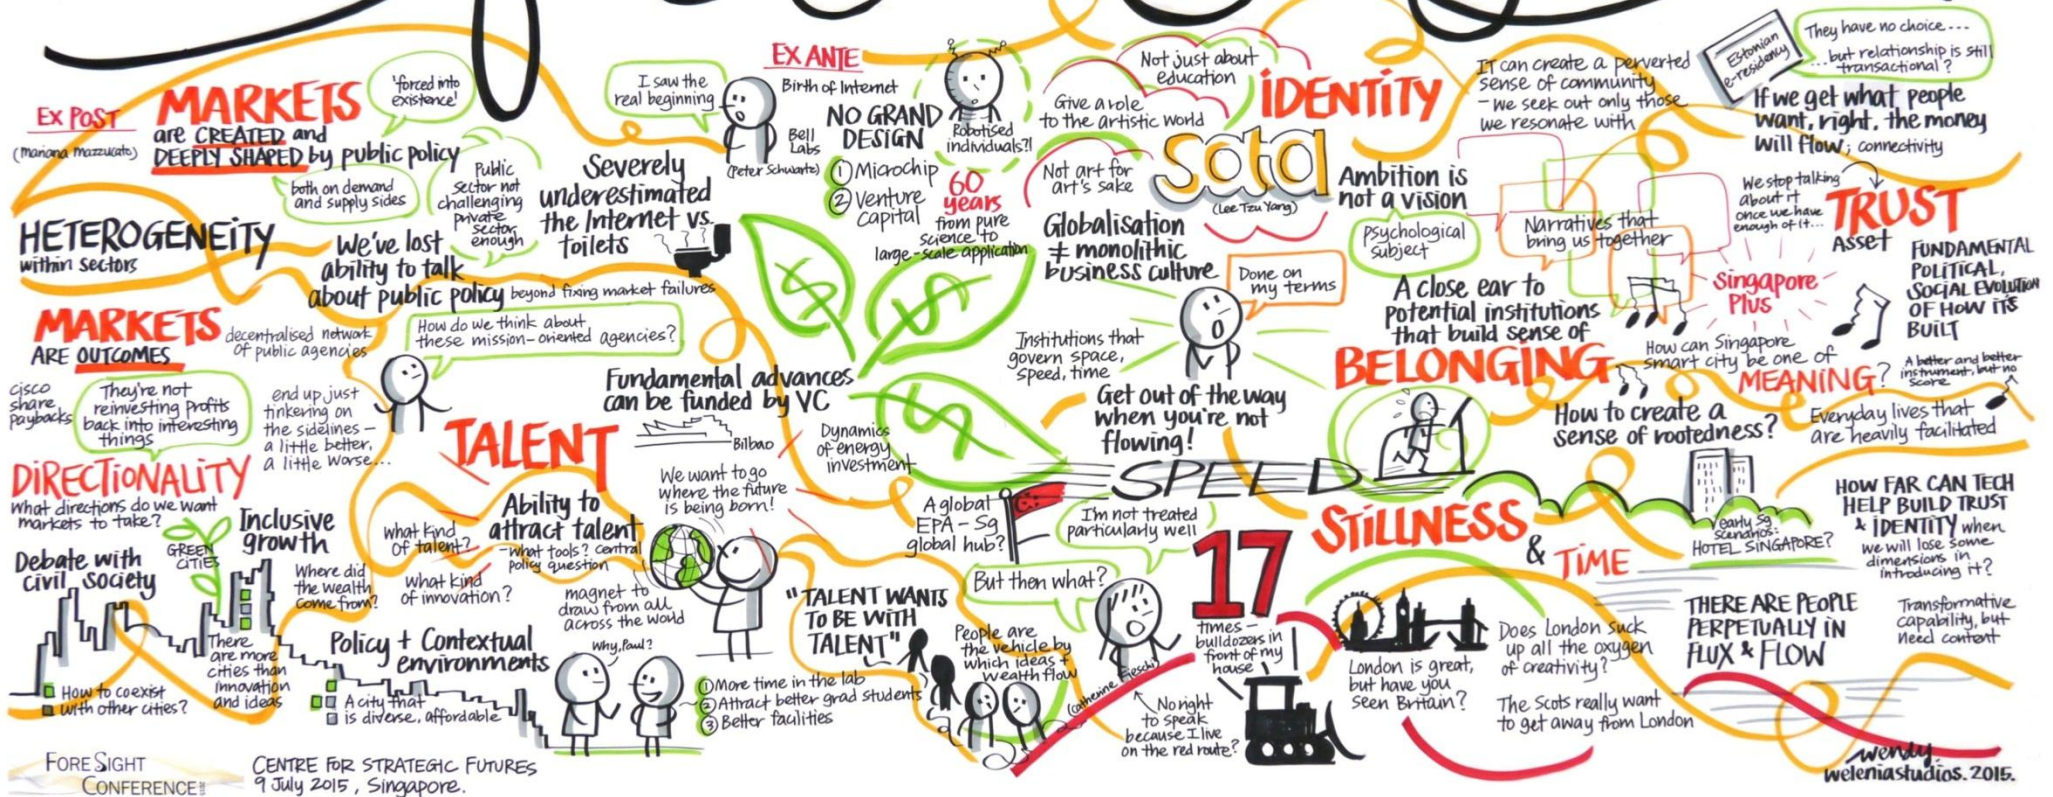 EX POST
(mariana mazzucato)
MARKETS
are CREATED and
DEEPLY SHAPED by public policy
'forced into
existence!'
both on demand
and supply sides
Public
sector not
challenging
private
sector
enough
HETEROGENEITY
within sectors
We've lost
ability to talk
about public policy beyond fixing market failures
MARKETS
ARE OUTCOMES
decentralised network
of public agencies
How do we think about
these mission-oriented agencies?
cisco
share
paybacks
They're not
reinvesting profits
back into interesting
things
end up just
tinkering on
the sidelines –
a little better,
a little worse...
DIRECTIONALITY
What directions do we want
markets to take?
Debate with
civil society
GREEN
CITIES
Inclusive
growth
Where did
the wealth
come from?
There
are more
cities than
innovation
and ideas
How to coexist
with other cities?
Policy + Contextual
environments
A city that
is diverse, affordable
I saw the
real beginning
EX ANTE
Birth of Internet
Bell
Labs
(Peter Schwartz)
NO GRAND
DESIGN
1 Microchip
2 Venture
Capital
Robotised
individuals?!
60
years
from pure
science to
large-scale application
Severely
underestimated
the Internet vs.
toilets
Fundamental advances
can be funded by VC
TALENT
Bilbao
Dynamics
of energy
investment
We want to go
where the future
is being born!
what kind
of talent?
what kind
of innovation?
Ability to
attract talent
– what tools? central
policy question
magnet to
draw from all
across the world
Why, Paul?
1 More time in the lab
2 Attract better grad students
3 Better facilities
"TALENT WANTS
TO BE WITH
TALENT"
People are
the vehicle by
which ideas +
wealth flow
Not just about
education
Give a role
to the artistic world
Not art for
art's sake
IDENTITY
sata
(Lee Tzu Yang)
Globalisation
≠ monolithic
business culture
Done on
my terms
Institutions that
govern space,
speed, time
Get out of the way
when you're not
flowing!
SPEED
A global
EPA – Sg
global hub?
I'm not treated
particularly well
But then what?
(Catherine Fieschi)
17
times –
bulldozers in
front of my
house
No right
to speak
because I live
on the red route?
It can create a perverted
sense of community
– we seek out only those
we resonate with
Ambition is
not a vision
psychological
subject
Narratives that
bring us together
A close ear to
potential institutions
that build sense of
BELONGING
Estonian
e-residency
They have no choice....
...but relationship is still
transactional?
If we get what people
want, right, the money
will flow; connectivity
We stop talking
about it
once we have
enough of it...
TRUST
Asset
FUNDAMENTAL
POLITICAL,
SOCIAL EVOLUTION
OF HOW IT'S
BUILT
Singapore
Plus
How can Singapore
smart city be one of
MEANING?
A better and better
instrument, but no
score
How to create a
sense of rootedness?
Everyday lives that
are heavily facilitated
STILLNESS
& TIME
early Sg
scenarios:
HOTEL SINGAPORE?
HOW FAR CAN TECH
HELP BUILD TRUST
& IDENTITY when
we will lose some
dimensions in
introducing it?
London is great,
but have you
seen Britain?
Does London suck
up all the oxygen
of creativity?
The Scots really want
to get away from London
THERE ARE PEOPLE
PERPETUALLY IN
FLUX & FLOW
Transformative
capability, but
need content
FORESIGHT
CONFERENCE
CENTRE FOR STRATEGIC FUTURES
9 July 2015, Singapore.
wendy
weleniastudios. 2015.